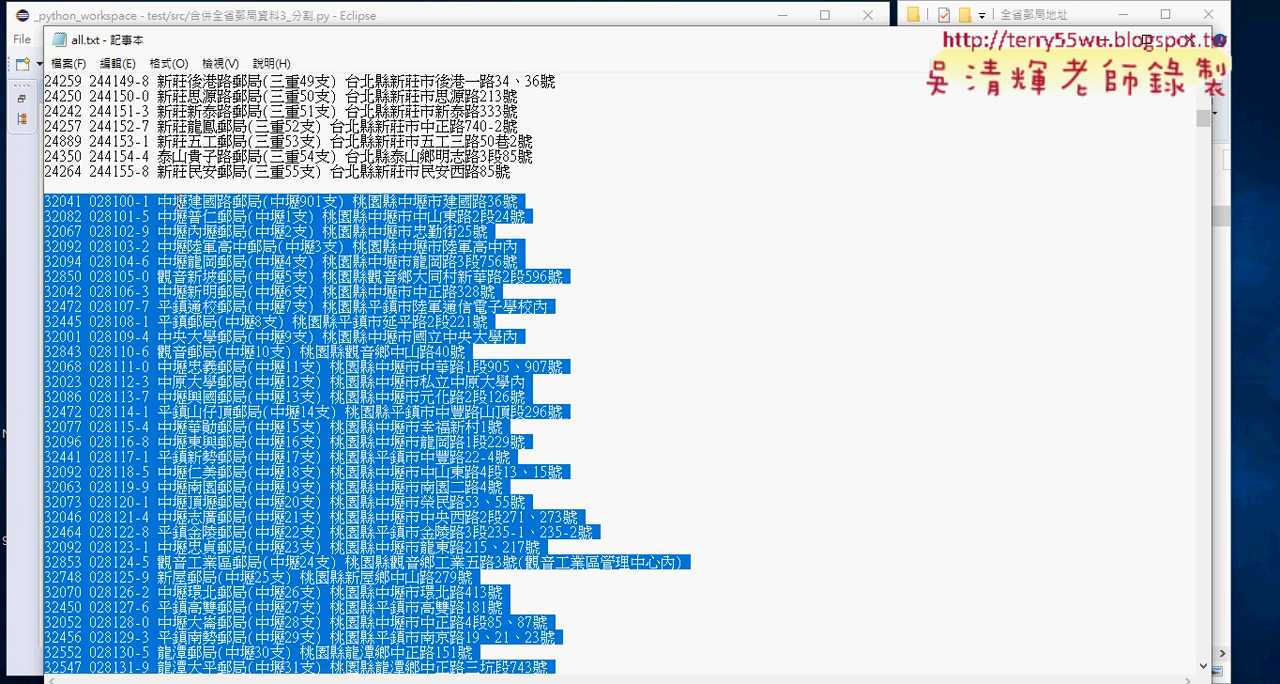 _python_workspace - test/src/合併全省郵局資料3_分割.py - Eclipse
全省郵局地址
File
all.txt - 記事本
http://terry55wu.blogspot.tw
吳清輝老師錄製
檔案(F) 編輯(E) 格式(O) 檢視(V) 說明(H)
24259 244149-8 新莊後港路郵局(三重49支) 台北縣新莊市後港一路34、36號
24250 244150-0 新莊思源路郵局(三重50支) 台北縣新莊市思源路213號
24242 244151-3 新莊新泰路郵局(三重51支) 台北縣新莊市新泰路333號
24257 244152-7 新莊龍鳳郵局(三重52支) 台北縣新莊市中正路740-2號
24889 244153-1 新莊五工郵局(三重53支) 台北縣新莊市五工三路50巷2號
24350 244154-4 泰山貴子路郵局(三重54支) 台北縣泰山鄉明志路3段85號
24264 244155-8 新莊民安郵局(三重55支) 台北縣新莊市民安西路85號
32041 028100-1 中壢建國路郵局(中壢901支) 桃園縣中壢市建國路36號
32082 028101-5 中壢普仁郵局(中壢1支) 桃園縣中壢市中山東路2段24號
32067 028102-9 中壢內壢郵局(中壢2支) 桃園縣中壢市忠勤街25號
32092 028103-2 中壢陸軍高中郵局(中壢3支) 桃園縣中壢市陸軍高中內
32094 028104-6 中壢龍岡郵局(中壢4支) 桃園縣中壢市龍岡路3段756號
32850 028105-0 觀音新坡郵局(中壢5支) 桃園縣觀音鄉大同村新華路2段596號
32042 028106-3 中壢新明郵局(中壢6支) 桃園縣中壢市中正路328號
32472 028107-7 平鎮通校郵局(中壢7支) 桃園縣平鎮市陸軍通信電子學校內
32445 028108-1 平鎮郵局(中壢8支) 桃園縣平鎮市延平路2段221號
32001 028109-4 中央大學郵局(中壢9支) 桃園縣中壢市國立中央大學內
32843 028110-6 觀音郵局(中壢10支) 桃園縣觀音鄉中山路40號
32068 028111-0 中壢忠義郵局(中壢11支) 桃園縣中壢市中華路1段905、907號
32023 028112-3 中原大學郵局(中壢12支) 桃園縣中壢市私立中原大學內
32086 028113-7 中壢興國郵局(中壢13支) 桃園縣中壢市元化路2段126號
32472 028114-1 平鎮山仔頂郵局(中壢14支) 桃園縣平鎮市中豐路山頂段296號
32077 028115-4 中壢華勛郵局(中壢15支) 桃園縣中壢市幸福新村1號
32096 028116-8 中壢東興郵局(中壢16支) 桃園縣中壢市龍岡路1段229號
32441 028117-1 平鎮新勢郵局(中壢17支) 桃園縣平鎮市中豐路22-4號
32092 028118-5 中壢仁美郵局(中壢18支) 桃園縣中壢市中山東路4段13、15號
32063 028119-9 中壢南園郵局(中壢19支) 桃園縣中壢市南園二路4號
32073 028120-1 中壢頂壢郵局(中壢20支) 桃園縣中壢市榮民路53、55號
32046 028121-4 中壢志廣郵局(中壢21支) 桃園縣中壢市中央西路2段271、273號
32464 028122-8 平鎮金陵郵局(中壢22支) 桃園縣平鎮市金陵路3段235-1、235-2號
32092 028123-1 中壢忠貞郵局(中壢23支) 桃園縣中壢市龍東路215、217號
32853 028124-5 觀音工業區郵局(中壢24支) 桃園縣觀音鄉工業五路3號(觀音工業區管理中心內)
32748 028125-9 新屋郵局(中壢25支) 桃園縣新屋鄉中山路279號
32070 028126-2 中壢環北郵局(中壢26支) 桃園縣中壢市環北路413號
32450 028127-6 平鎮高雙郵局(中壢27支) 桃園縣平鎮市高雙路181號
32052 028128-0 中壢大崙郵局(中壢28支) 桃園縣中壢市中正路4段85、87號
32456 028129-3 平鎮南勢郵局(中壢29支) 桃園縣平鎮市南京路19、21、23號
32552 028130-5 龍潭郵局(中壢30支) 桃園縣龍潭鄉中正路151號
32547 028131-9 龍潭大平郵局(中壢31支) 桃園縣龍潭鄉中正路三坑段743號